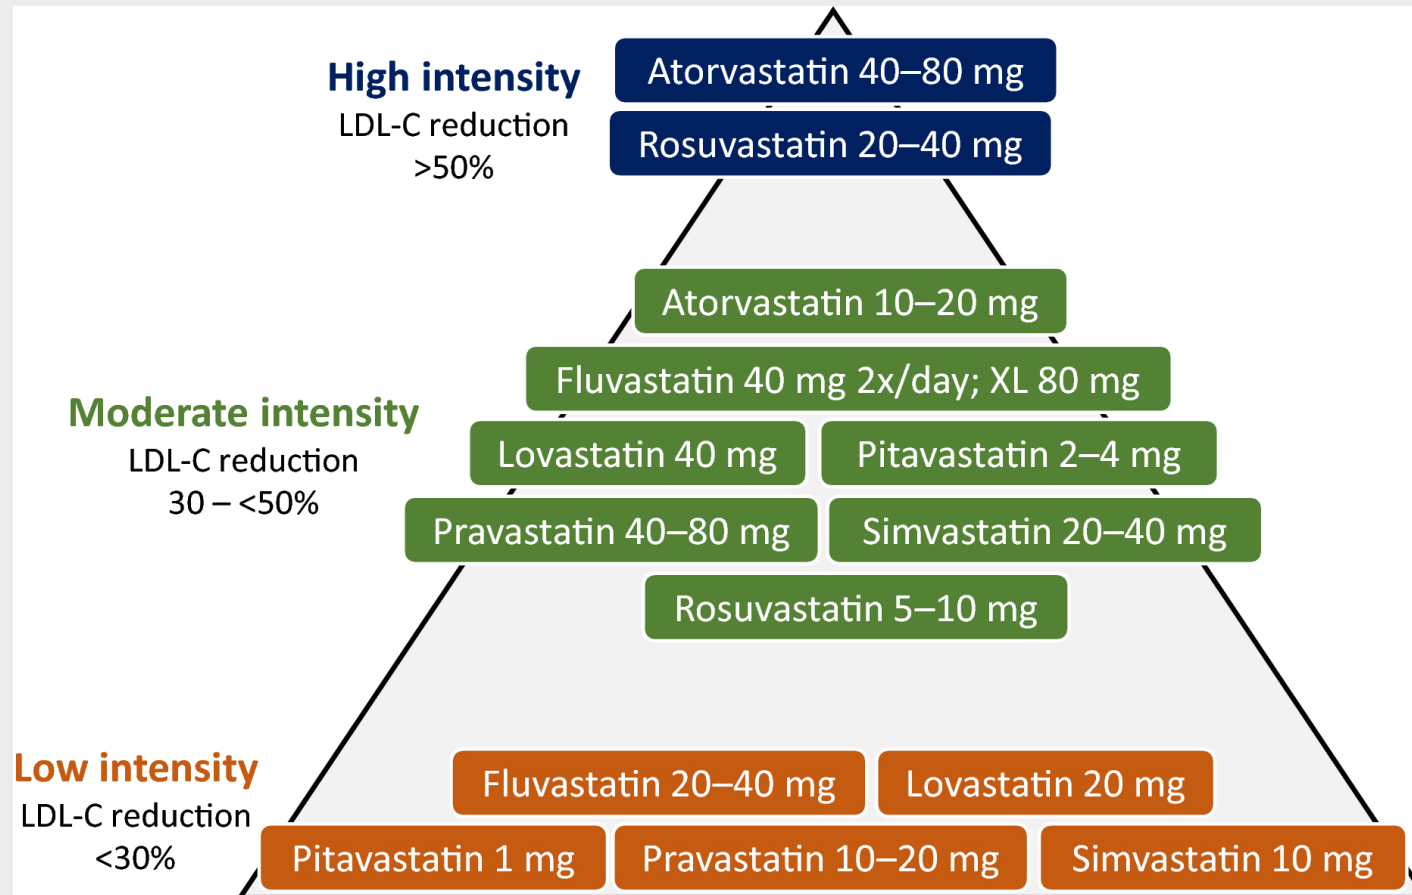 High intensity
LDL-C reduction
>50%
Atorvastatin 40–80 mg
Rosuvastatin 20–40 mg
Moderate intensity
LDL-C reduction
30 – <50%
Atorvastatin 10–20 mg
Fluvastatin 40 mg 2x/day; XL 80 mg
Lovastatin 40 mg
Pitavastatin 2–4 mg
Pravastatin 40–80 mg
Simvastatin 20–40 mg
Rosuvastatin 5–10 mg
Low intensity
LDL-C reduction
<30%
Fluvastatin 20–40 mg
Lovastatin 20 mg
Pitavastatin 1 mg
Pravastatin 10–20 mg
Simvastatin 10 mg